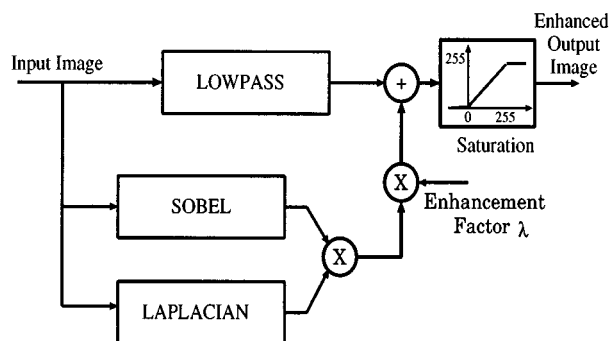 Enhanced
Output
Image
Input Image
LOWPASS
+
255
0 255
Saturation
SOBEL
X
Enhancement
Factor λ
X
LAPLACIAN